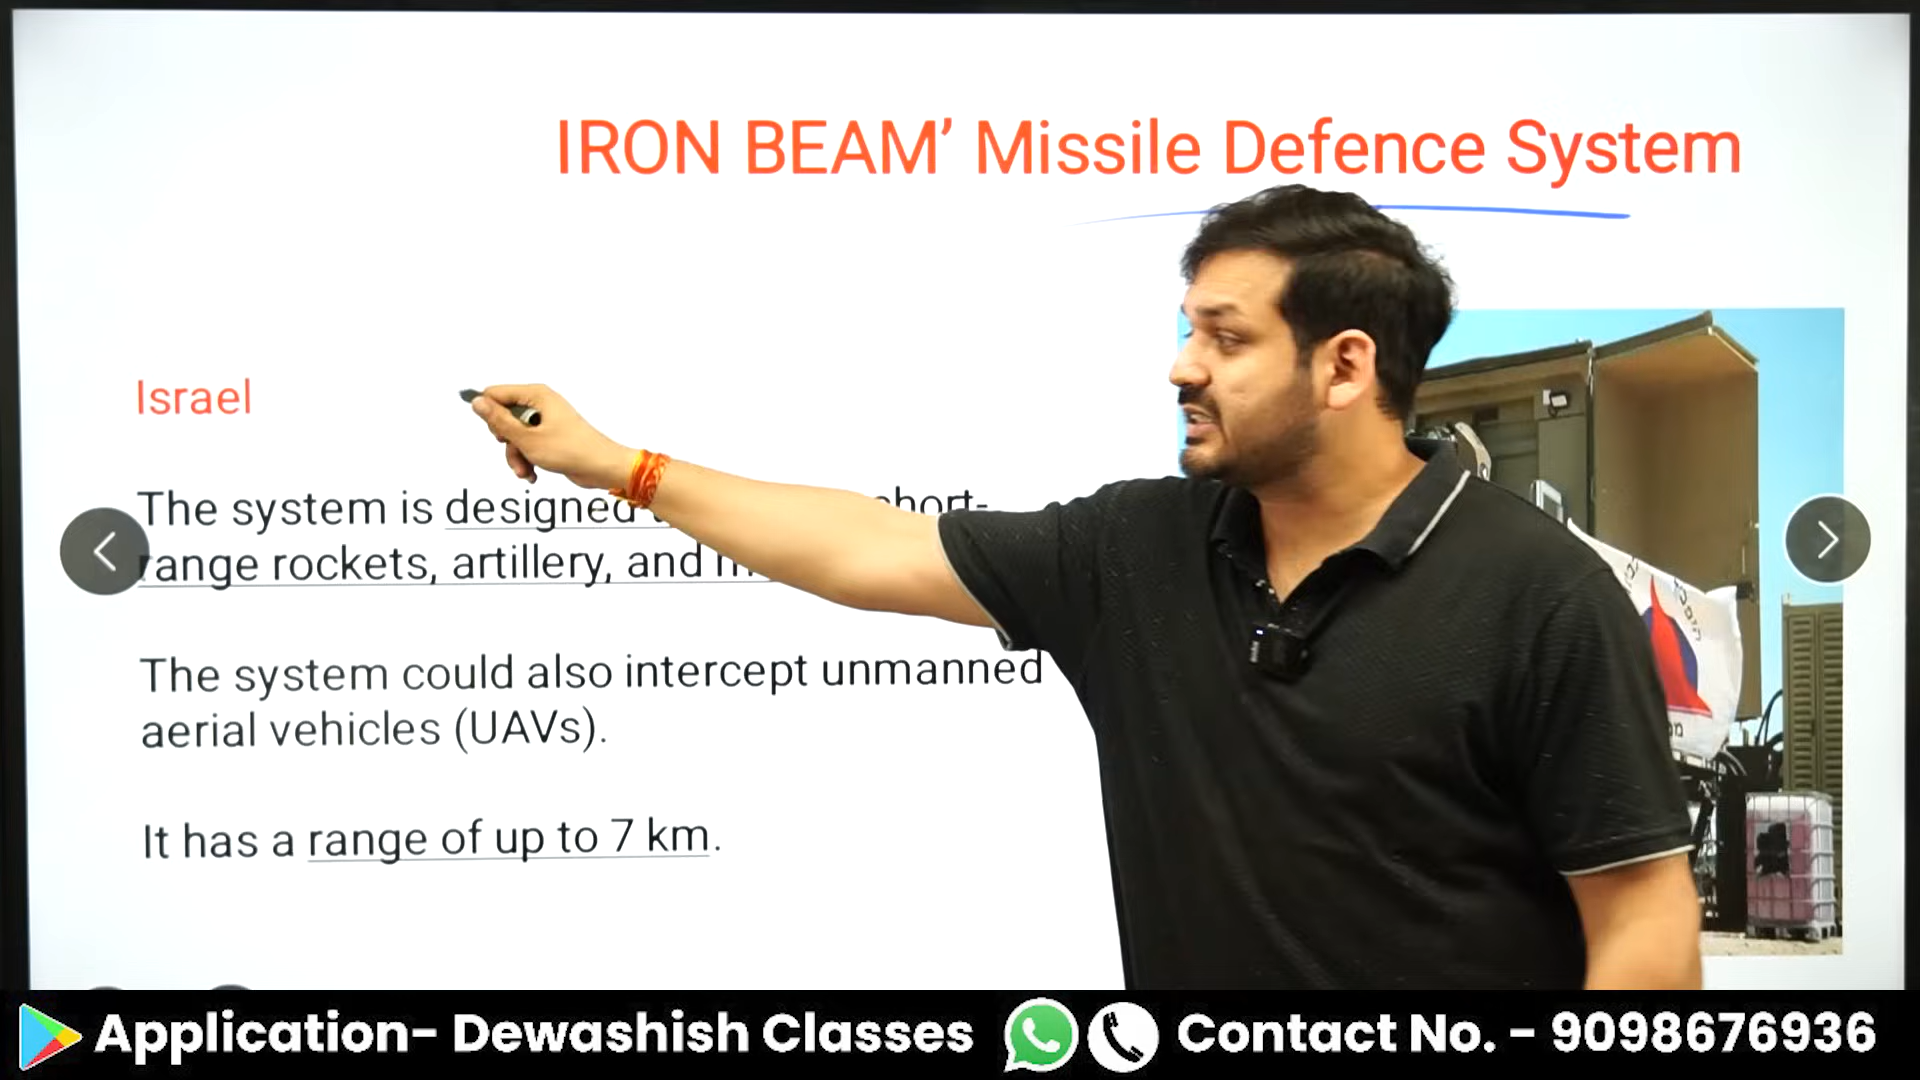 IRON BEAM’ Missile Defence System
Israel
The system is designed short-
range rockets, artillery, and
The system could also intercept unmanned
aerial vehicles (UAVs).
It has a range of up to 7 km.
Application- Dewashish Classes Contact No. - 9098676936